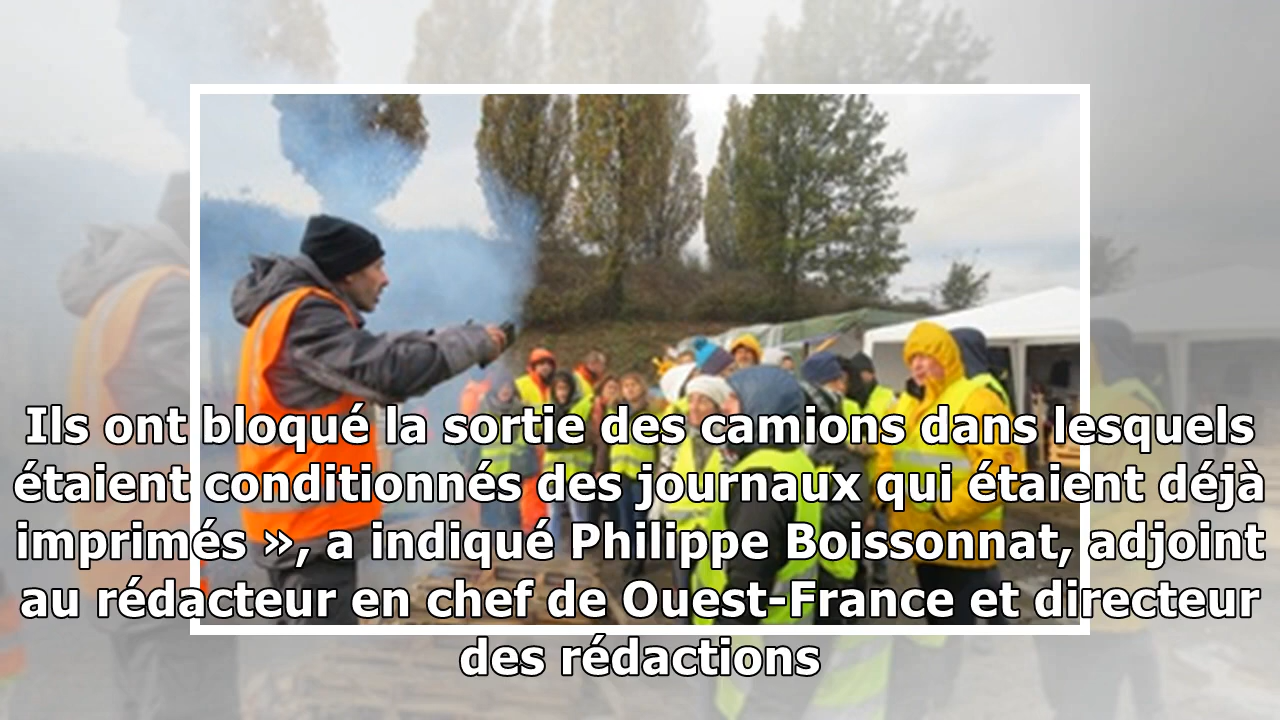 Ils ont bloqué la sortie des camions dans lesquels
étaient conditionnés des journaux qui étaient déjà
imprimés », a indiqué Philippe Boissonnat, adjoint
au rédacteur en chef de Ouest-France et directeur
des rédactions